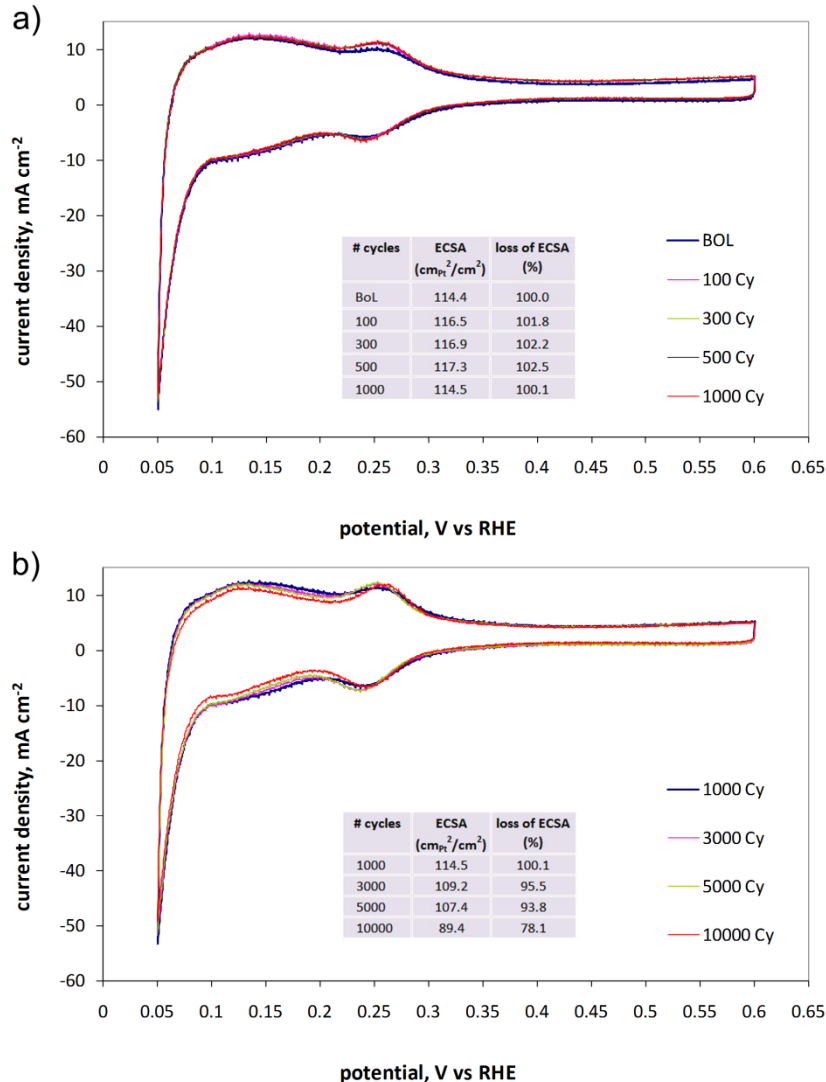 a)
current density, mA cm-2
20
10
0
-10
-20
-30
-40
-50
-60
0 0.05 0.1 0.15 0.2 0.25 0.3 0.35 0.4 0.45 0.5 0.55 0.6 0.65
potential, V vs RHE
# cycles ECSA loss of ECSA
(cmPt2/cm2) (%)
BoL 114.4 100.0
100 116.5 101.8
300 116.9 102.2
500 117.3 102.5
1000 114.5 100.1
BOL
100 Cy
300 Cy
500 Cy
1000 Cy
b)
current density, mA cm-2
20
10
0
-10
-20
-30
-40
-50
-60
0 0.05 0.1 0.15 0.2 0.25 0.3 0.35 0.4 0.45 0.5 0.55 0.6 0.65
potential, V vs RHE
# cycles ECSA loss of ECSA
(cmPt2/cm2) (%)
1000 114.5 100.1
3000 109.2 95.5
5000 107.4 93.8
10000 89.4 78.1
1000 Cy
3000 Cy
5000 Cy
10000 Cy